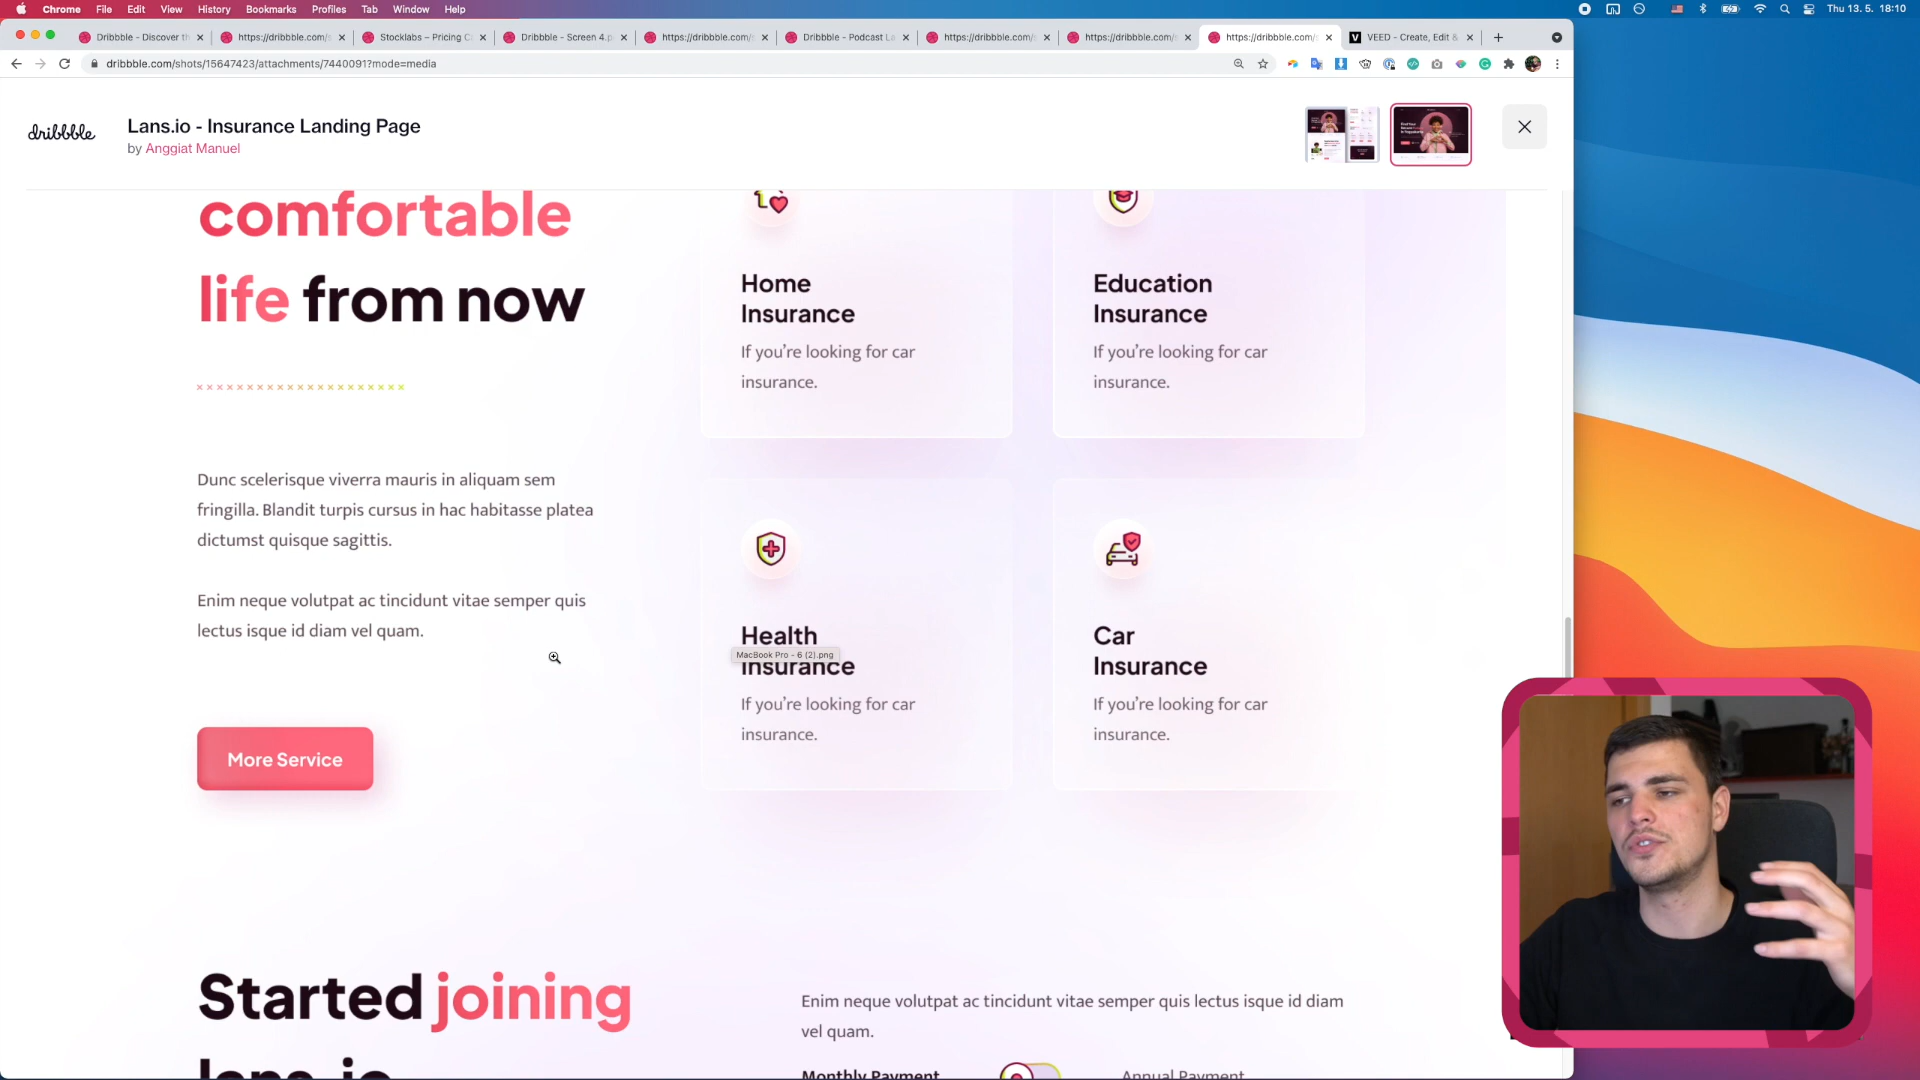 Chrome File Edit View History Bookmarks Profiles Tab Window Help
Thu 13. 5. 18:10
Dribbble - Discover th
https://dribbble.com/s
Stocklabs – Pricing C
Dribbble - Screen 4.p
https://dribbble.com/s
Dribbble - Podcast La
https://dribbble.com/s
https://dribbble.com/s
https://dribbble.com/s
VEED - Create, Edit &
dribbble.com/shots/15647423/attachments/7440091?mode=media
dribbble
Lans.io - Insurance Landing Page
by Anggiat Manuel
comfortable
life from now
Dunc scelerisque viverra mauris in aliquam sem
fringilla. Blandit turpis cursus in hac habitasse platea
dictumst quisque sagittis.
Enim neque volutpat ac tincidunt vitae semper quis
lectus isque id diam vel quam.
More Service
Home
Insurance
If you’re looking for car
insurance.
Education
Insurance
If you’re looking for car
insurance.
Health
MacBook Pro - 6 (2).png
Insurance
If you’re looking for car
insurance.
Car
Insurance
If you’re looking for car
insurance.
Started joining
lans.io
Enim neque volutpat ac tincidunt vitae semper quis lectus isque id diam
vel quam.
Monthly Payment
Annual Payment